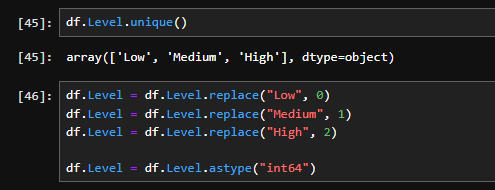 [45]: df.Level.unique()
[45]: array(['Low', 'Medium', 'High'], dtype=object)
[46]: df.Level = df.Level.replace("Low", 0)
df.Level = df.Level.replace("Medium", 1)
df.Level = df.Level.replace("High", 2)
df.Level = df.Level.astype("int64")